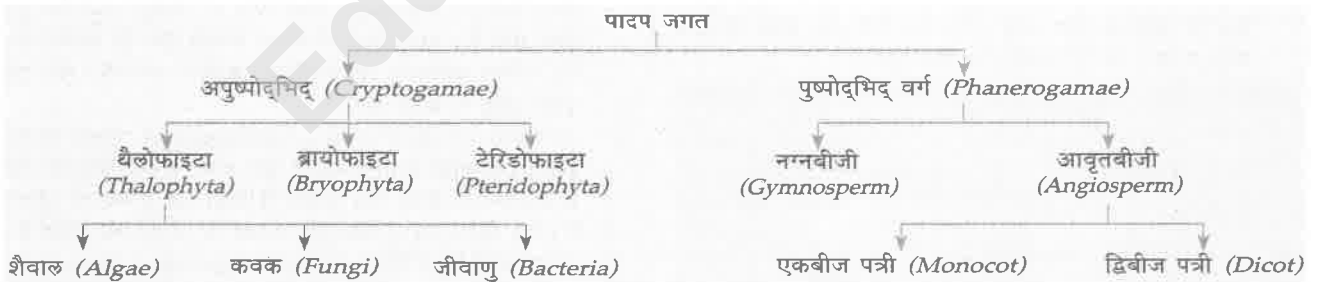 पादप जगत
अपुष्पोद्‌भिद् (Cryptogamae) पुष्पोद्‌भिद् वर्ग (Phanerogamae)
थैलोफाइटा ब्रायोफाइटा टेरिडोफाइटा नग्नबीजी आवृतबीजी
(Thalophyta) (Bryophyta) (Pteridophyta) (Gymnosperm) (Angiosperm)
शैवाल (Algae) कवक (Fungi) जीवाणु (Bacteria) एकबीज पत्री (Monocot) द्विबीज पत्री (Dicot)